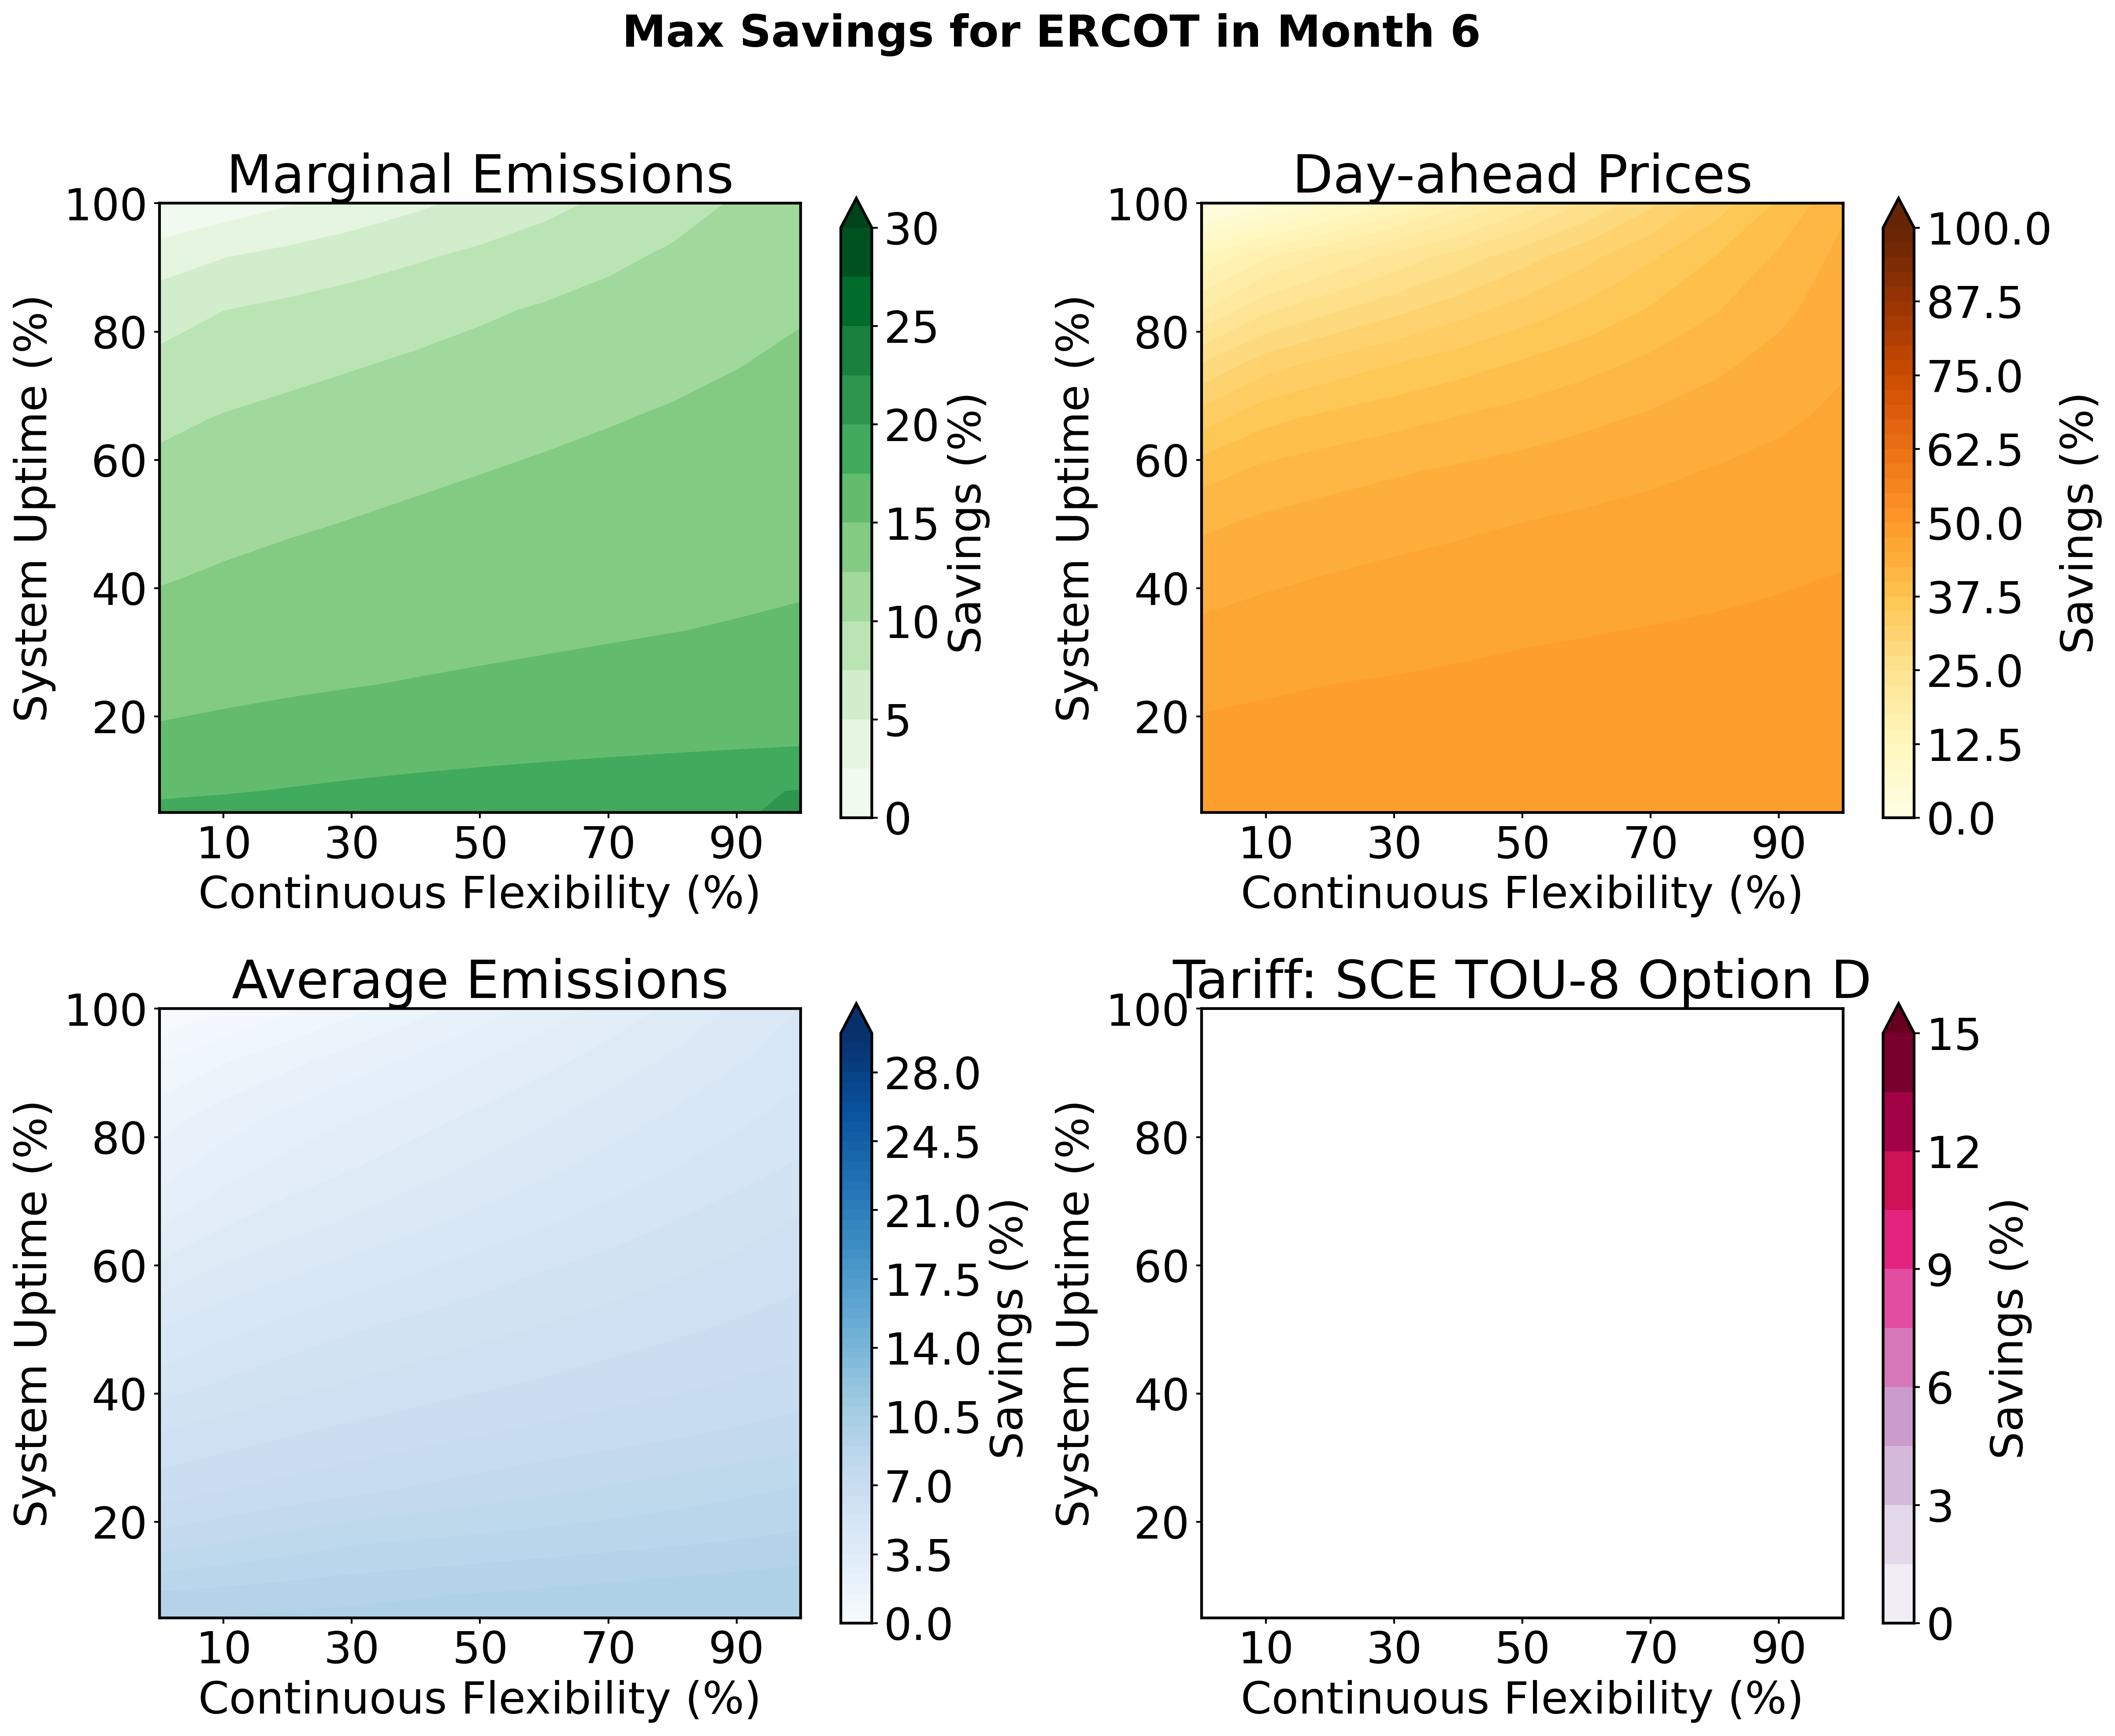 Max Savings for ERCOT in Month 6
Marginal Emissions
100
80
60
40
20
System Uptime (%)
10 30 50 70 90
Continuous Flexibility (%)
30
25
20
15
10
5
0
Savings (%)
Day-ahead Prices
100
80
60
40
20
System Uptime (%)
10 30 50 70 90
Continuous Flexibility (%)
100.0
87.5
75.0
62.5
50.0
37.5
25.0
12.5
0.0
Savings (%)
Average Emissions
100
80
60
40
20
System Uptime (%)
10 30 50 70 90
Continuous Flexibility (%)
28.0
24.5
21.0
17.5
14.0
10.5
7.0
3.5
0.0
Savings (%)
Tariff: SCE TOU-8 Option D
100
80
60
40
20
System Uptime (%)
10 30 50 70 90
Continuous Flexibility (%)
15
12
9
6
3
0
Savings (%)